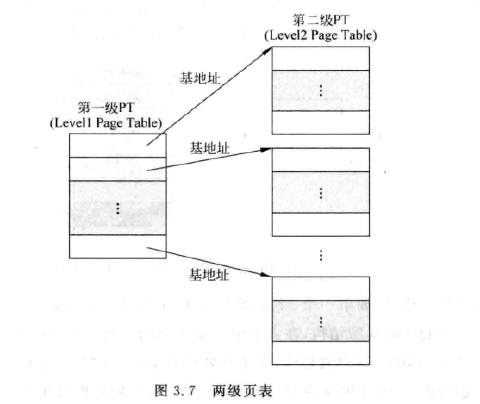 第二级PT
(Level2 Page Table)
基地址
第一级PT
(Level1 Page Table)
基地址
⋮
⋮
⋮
⋮
基地址
⋮
图 3.7 两级页表